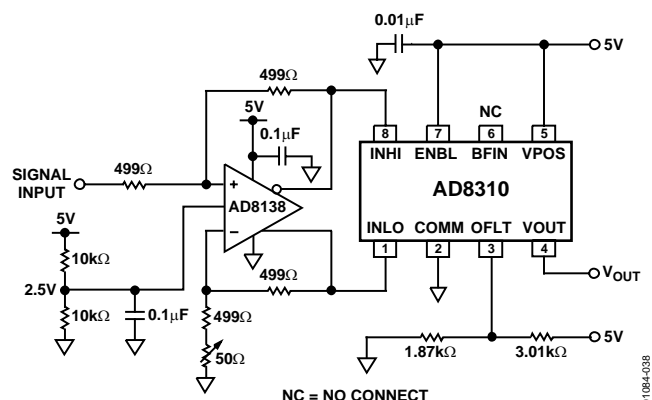 0.01μF
5V
499Ω
5V
NC
0.1μF
8 7 6 5
INHI ENBL BFIN VPOS
SIGNAL
INPUT
499Ω
+
AD8138
AD8310
5V
−
INLO COMM OFLT VOUT
1 2 3 4
10kΩ
2.5V
499Ω
VOUT
10kΩ
0.1μF
499Ω
5V
50Ω
1.87kΩ
3.01kΩ
NC = NO CONNECT
01084-038